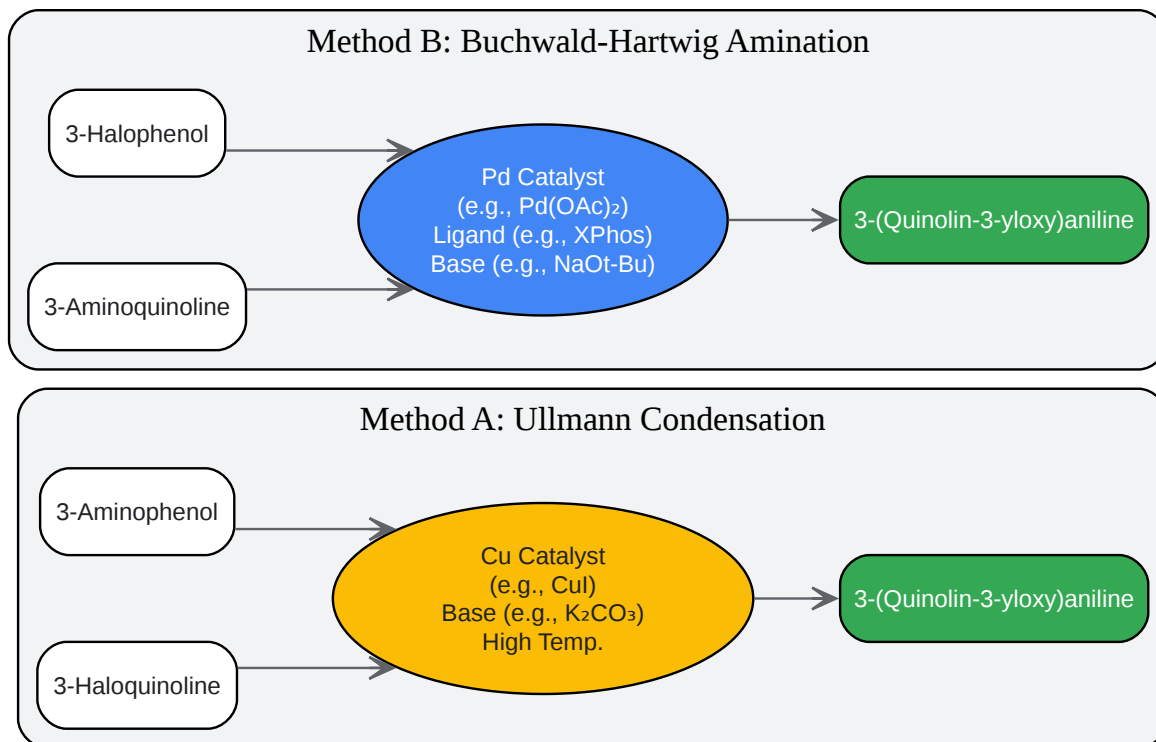 Method B: Buchwald-Hartwig Amination
3-Halophenol
3-Aminoquinoline
Pd Catalyst
(e.g., Pd(OAc)₂)
Ligand (e.g., XPhos)
Base (e.g., NaOt-Bu)
3-(Quinolin-3-yloxy)aniline
Method A: Ullmann Condensation
3-Aminophenol
3-Haloquinoline
Cu Catalyst
(e.g., CuI)
Base (e.g., K₂CO₃)
High Temp.
3-(Quinolin-3-yloxy)aniline